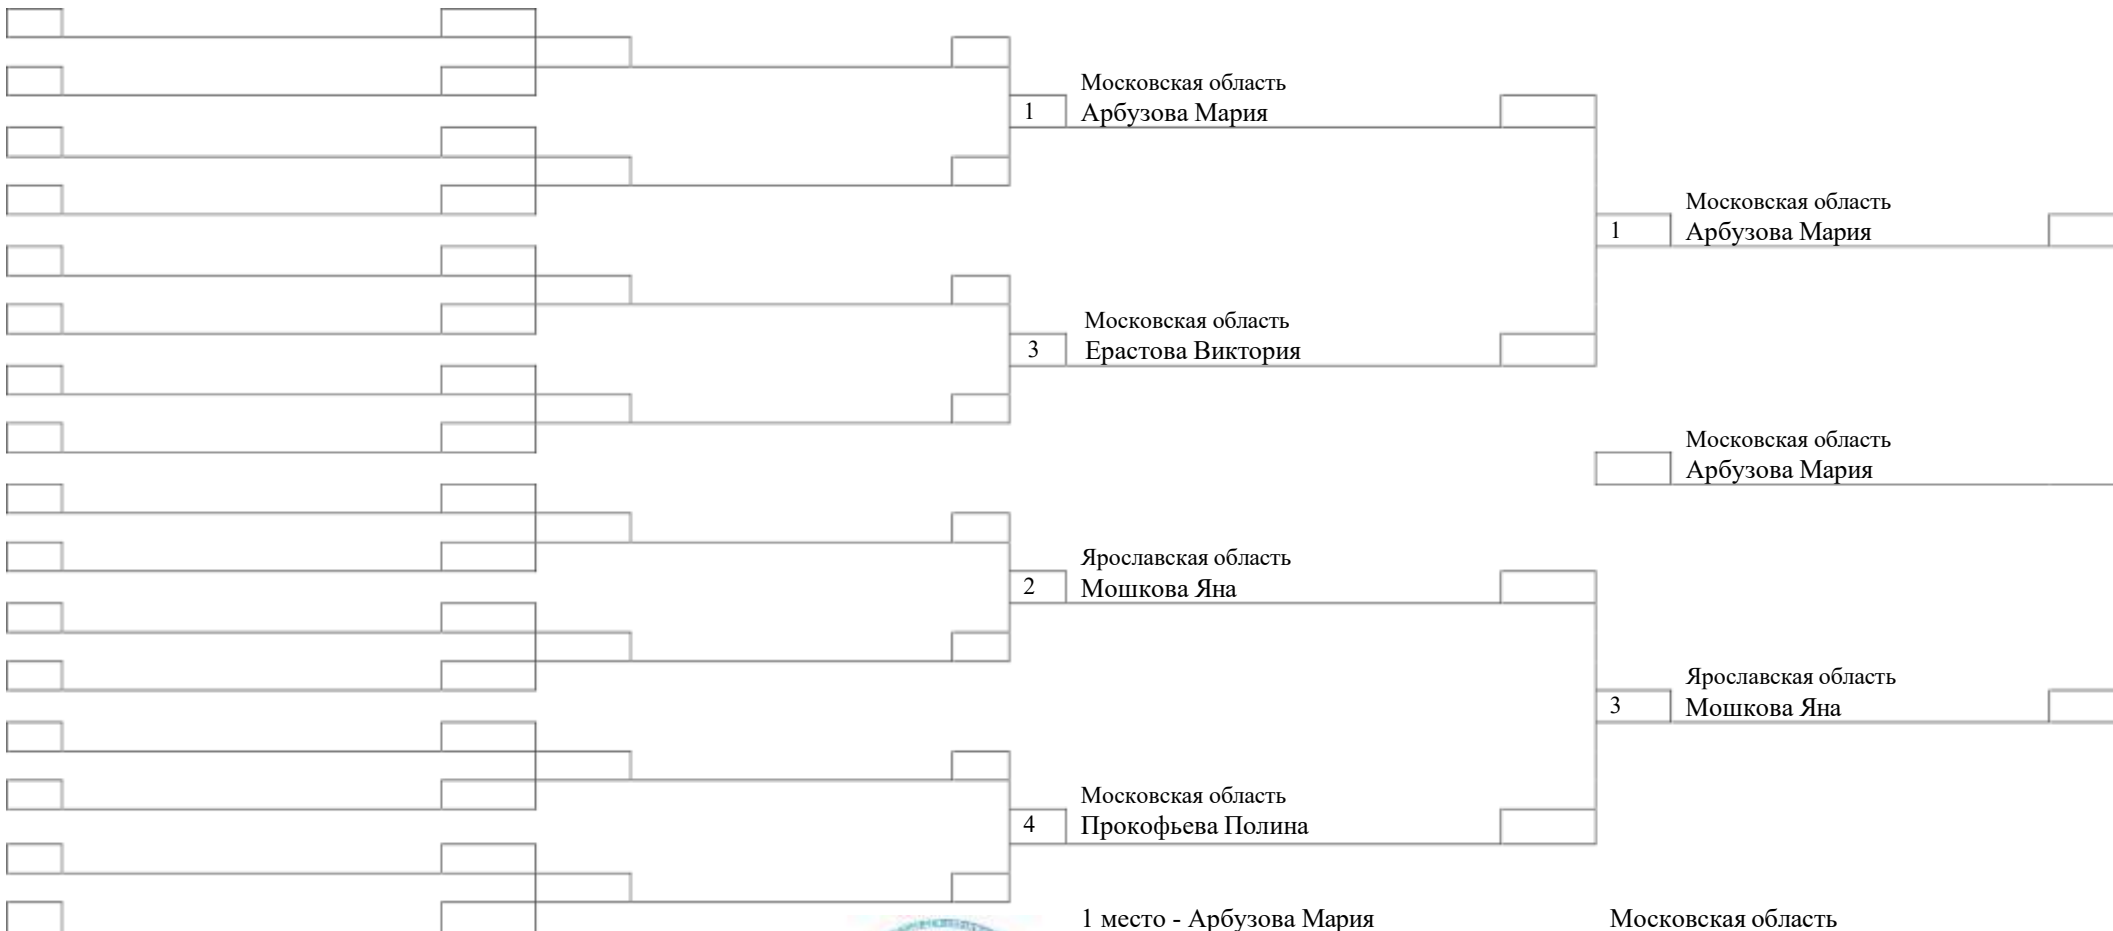 Московская область
1 Арбузова Мария
Московская область
1 Арбузова Мария
Московская область
3 Ерастова Виктория
Московская область
Арбузова Мария
Ярославская область
2 Мошкова Яна
Ярославская область
3 Мошкова Яна
Московская область
4 Прокофьева Полина
1 место - Арбузова Мария Московская область